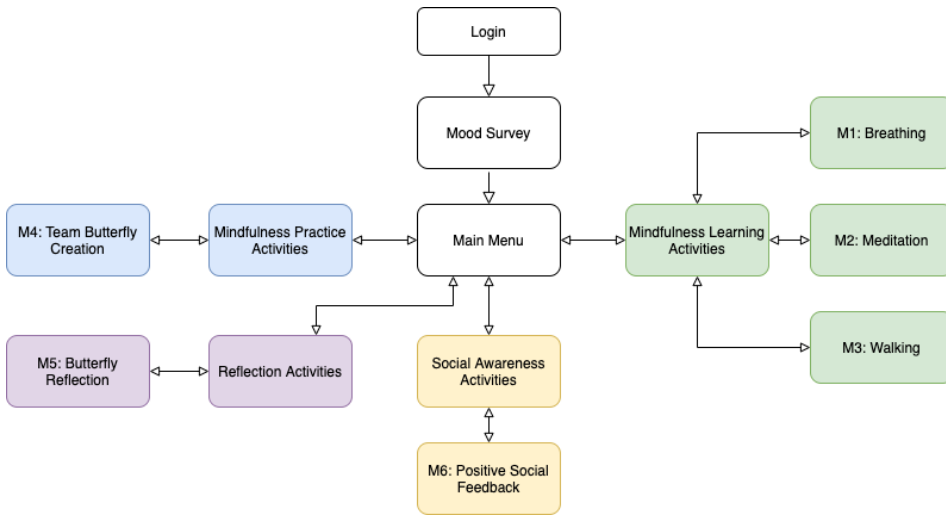 Login
Mood Survey
M1: Breathing
M4: Team Butterfly
Creation
Mindfulness Practice
Activities
Main Menu
Mindfulness Learning
Activities
M2: Meditation
M5: Butterfly
Reflection
Reflection Activities
Social Awareness
Activities
M3: Walking
M6: Positive Social
Feedback